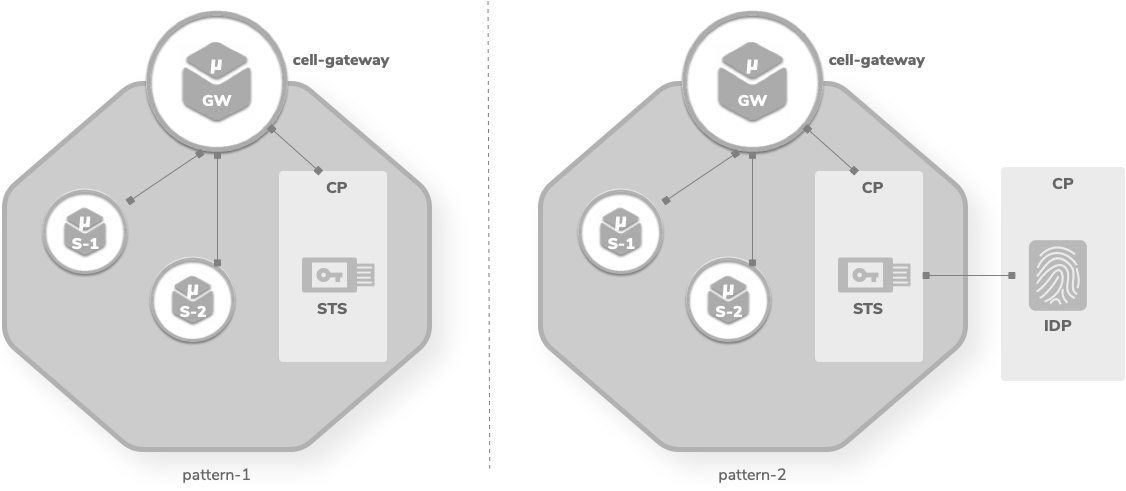 μ
GW
cell-gateway
CP
μ
S-1
μ
S-2
STS
pattern-1
μ
GW
cell-gateway
CP
μ
S-1
μ
S-2
STS
CP
IDP
pattern-2